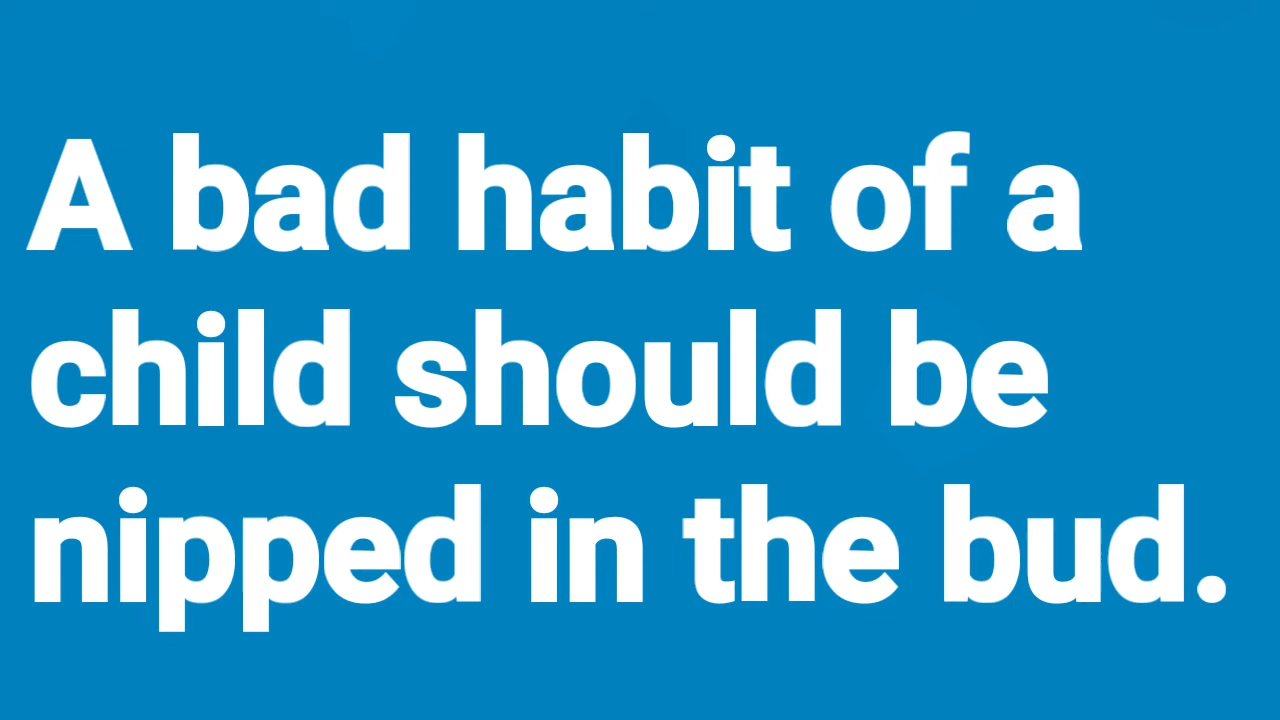 A bad habit of a
child should be
nipped in the bud.